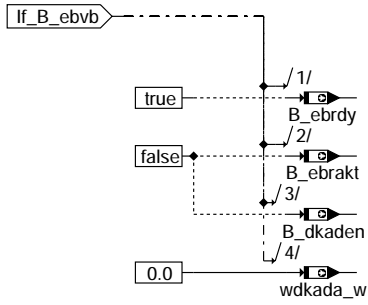 If_B_ebvb
1/
true
B_ebrdy
2/
false
B_ebrakt
3/
B_dkaden
4/
0.0
wdkada_w